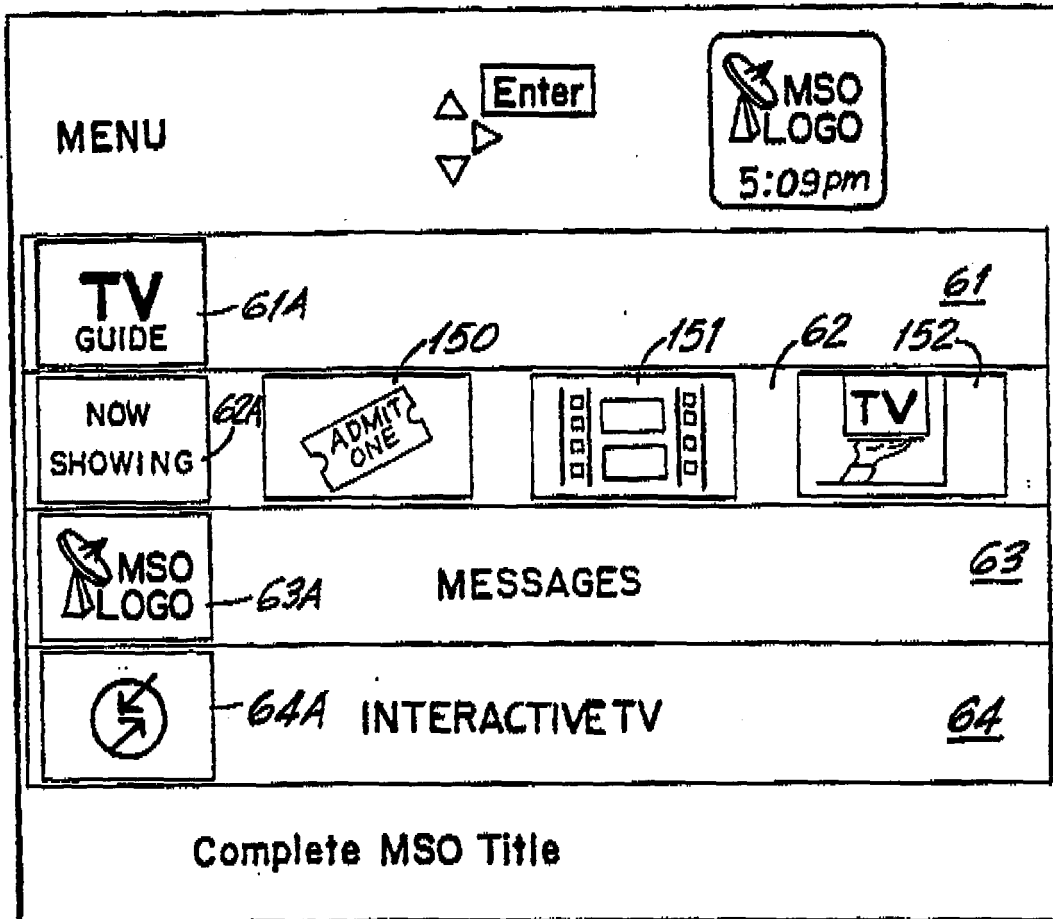 MENU
Enter
MSO
LOGO
5:09pm
TV
GUIDE
61A
61
150
151
62
152
NOW
SHOWING
62A
ADMIT
ONE
TV
MSO
LOGO
63A
MESSAGES
63
64A
INTERACTIVE TV
64
Complete MSO Title